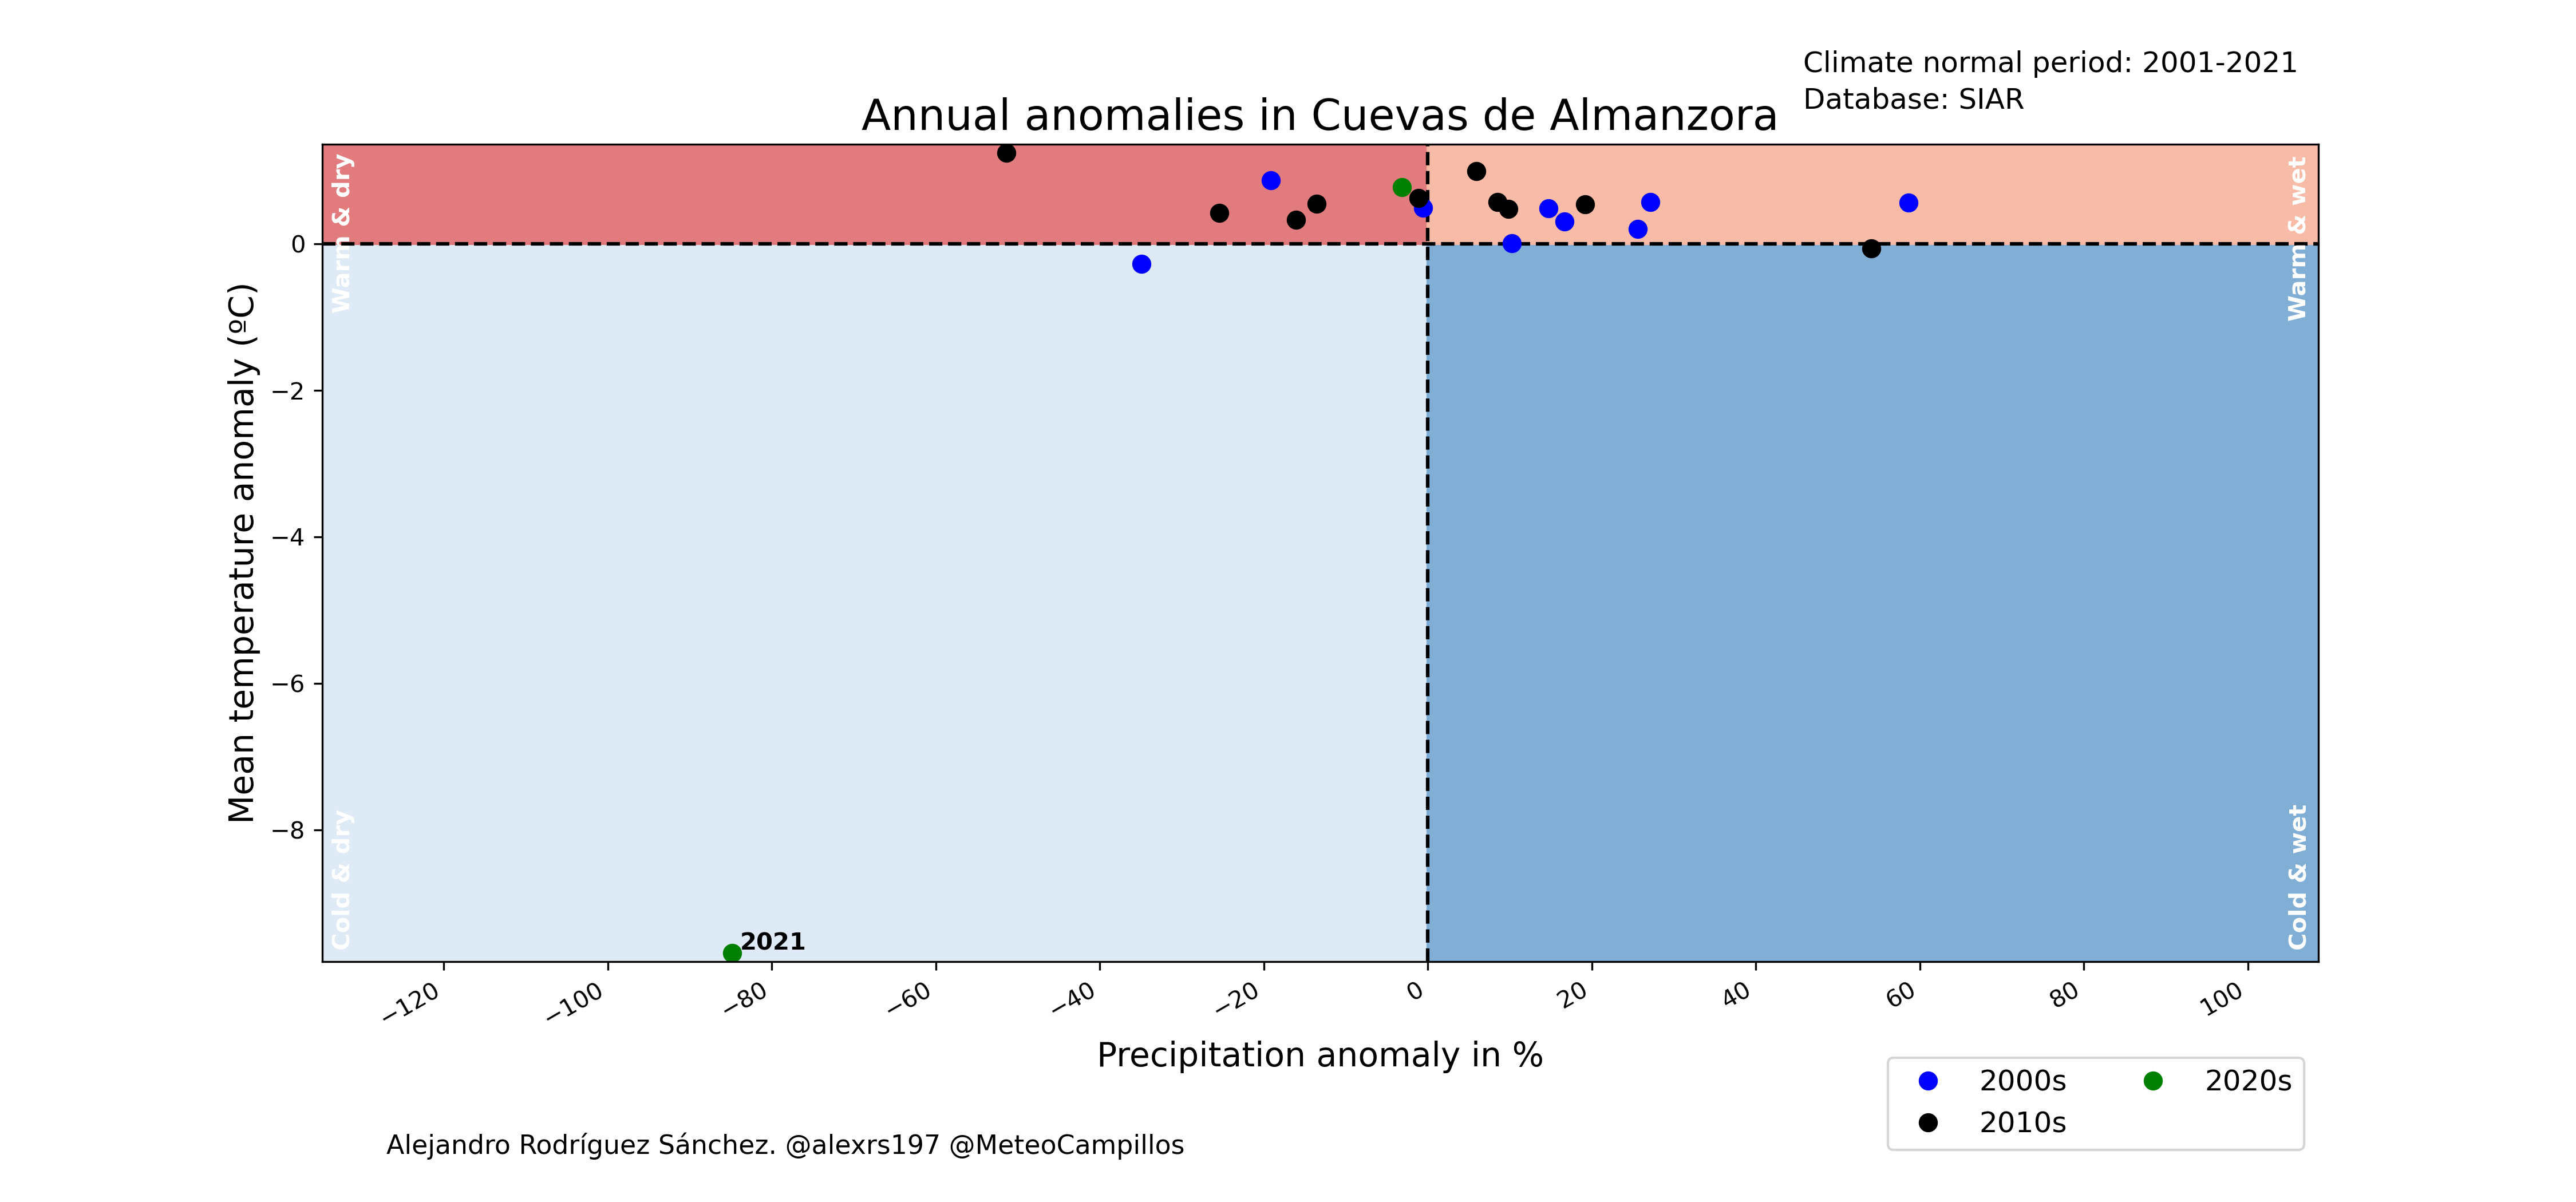 Climate normal period: 2001-2021
Database: SIAR
Annual anomalies in Cuevas de Almanzora
Warm & dry
Warm & wet
Cold & dry
Cold & wet
Mean temperature anomaly (ºC)
0
−2
−4
−6
−8
2021
−120
−100
−80
−60
−40
−20
0
20
40
60
80
100
Precipitation anomaly in %
2000s
2010s
2020s
Alejandro Rodríguez Sánchez. @alexrs197 @MeteoCampillos